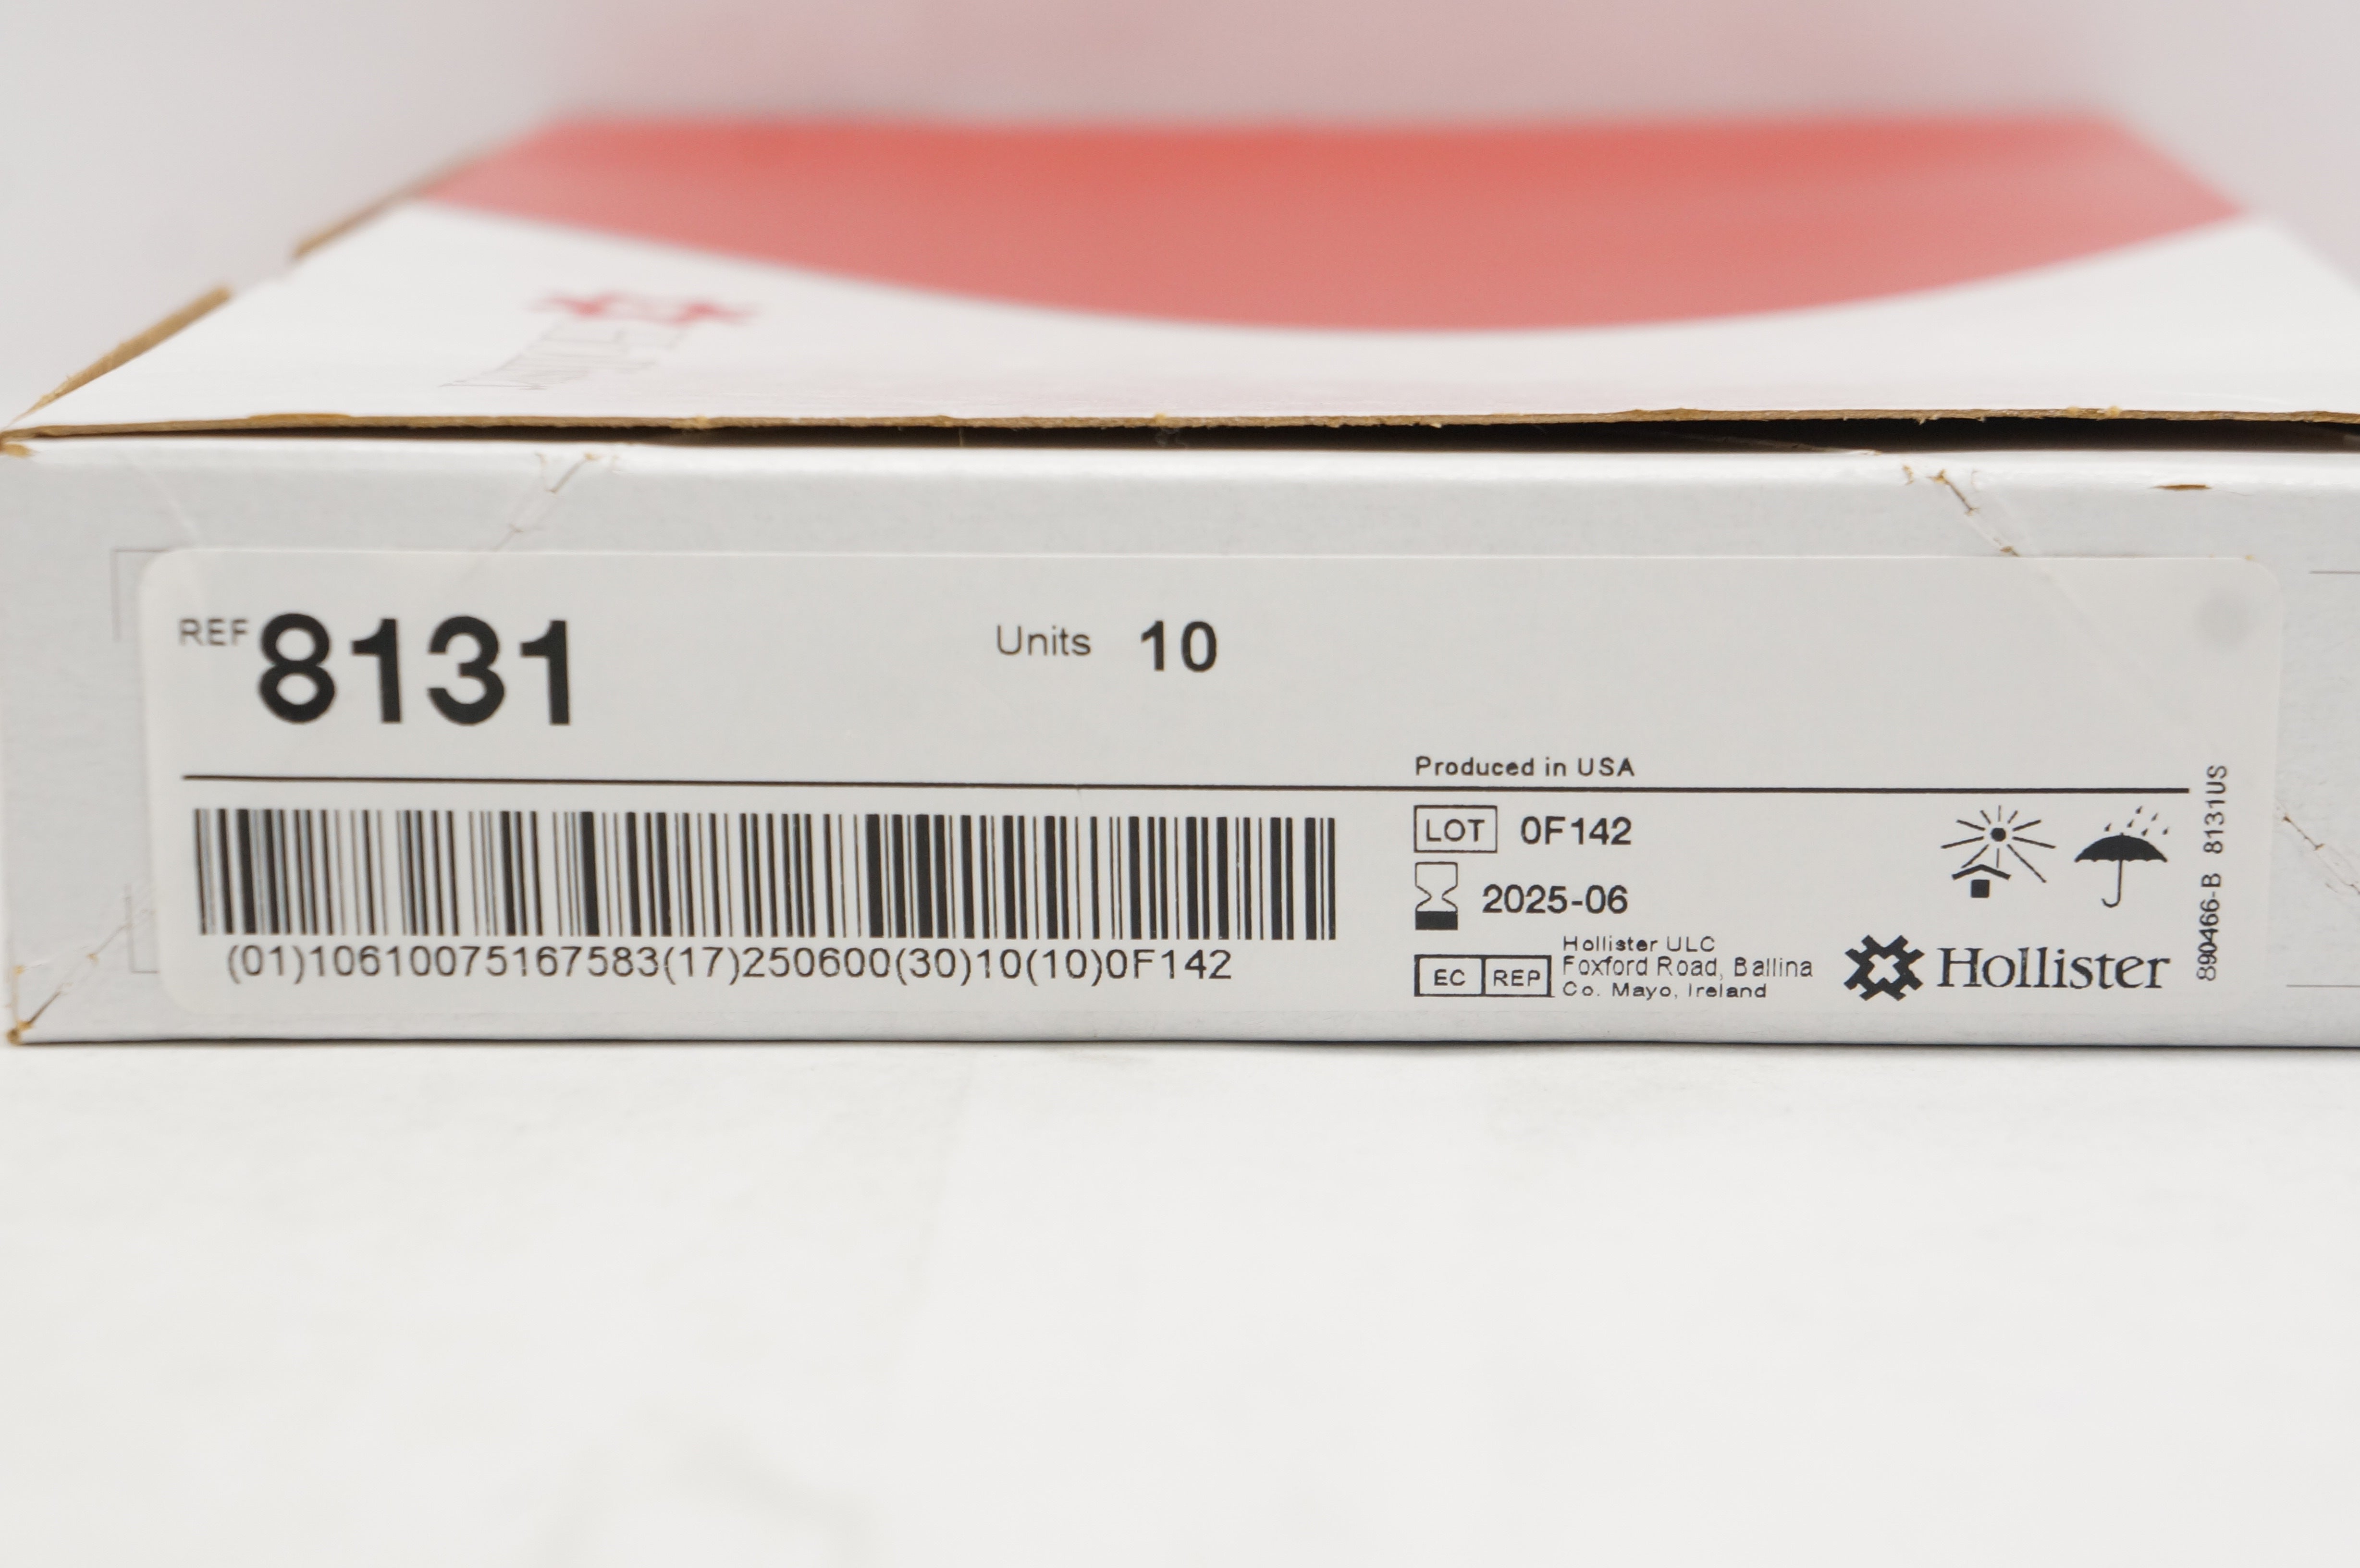 REF 8131
Units 10
Produced in USA
(01)10610075167583(17)250600(30)10(10)0F142
LOT 0F142
2025-06
EC REP
Hollister ULC
Foxford Road, Ballina
Co. Mayo, Ireland
Hollister
890466-B 8131US